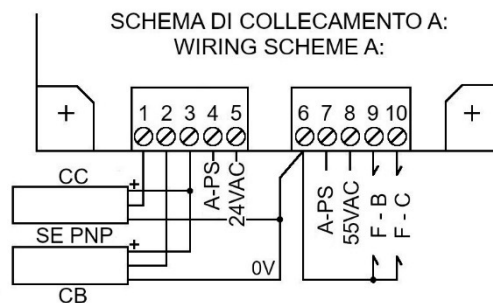 SCHEMA DI COLLECAMENTO A:
WIRING SCHEME A:
1 2 3 4 5
6 7 8 9 10
+ +
A-PS
24VAC
A-PS
55VAC
F - B
F - C
CC
+
SE PNP
+
CB
0V